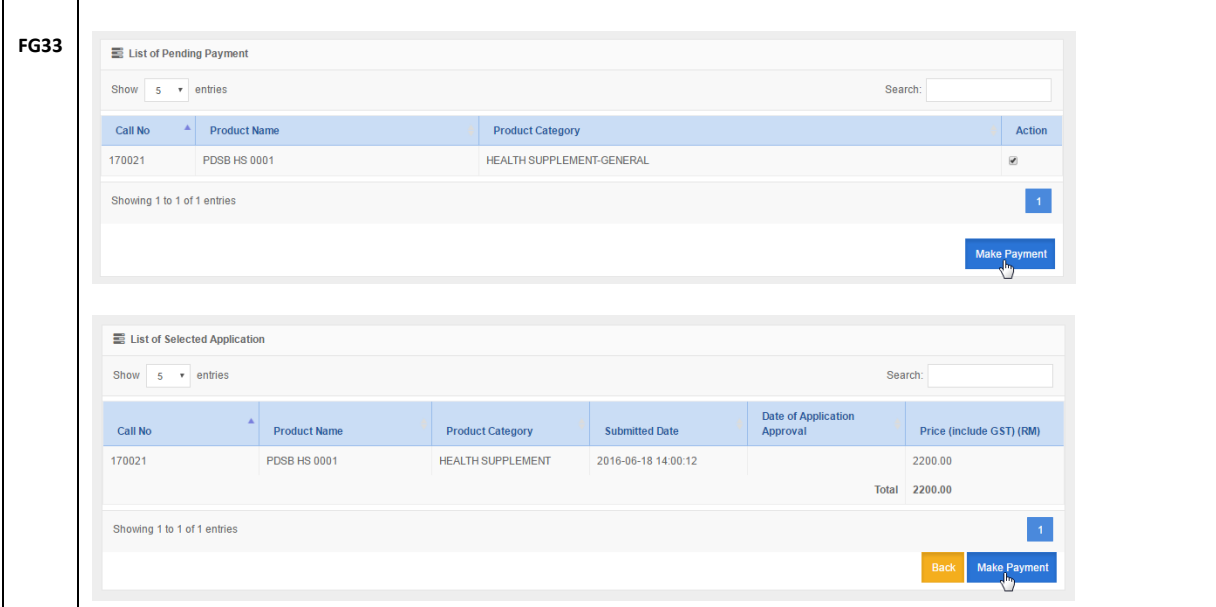 FG33
List of Pending Payment
Show 5 entries Search:
Call No Product Name Product Category Action
170021 PDSB HS 0001 HEALTH SUPPLEMENT-GENERAL
Showing 1 to 1 of 1 entries 1
Make Payment
List of Selected Application
Show 5 entries Search:
Call No Product Name Product Category Submitted Date Date of Application Approval Price (include GST) (RM)
170021 PDSB HS 0001 HEALTH SUPPLEMENT 2016-06-18 14:00:12 2200.00
Total 2200.00
Showing 1 to 1 of 1 entries 1
Back Make Payment